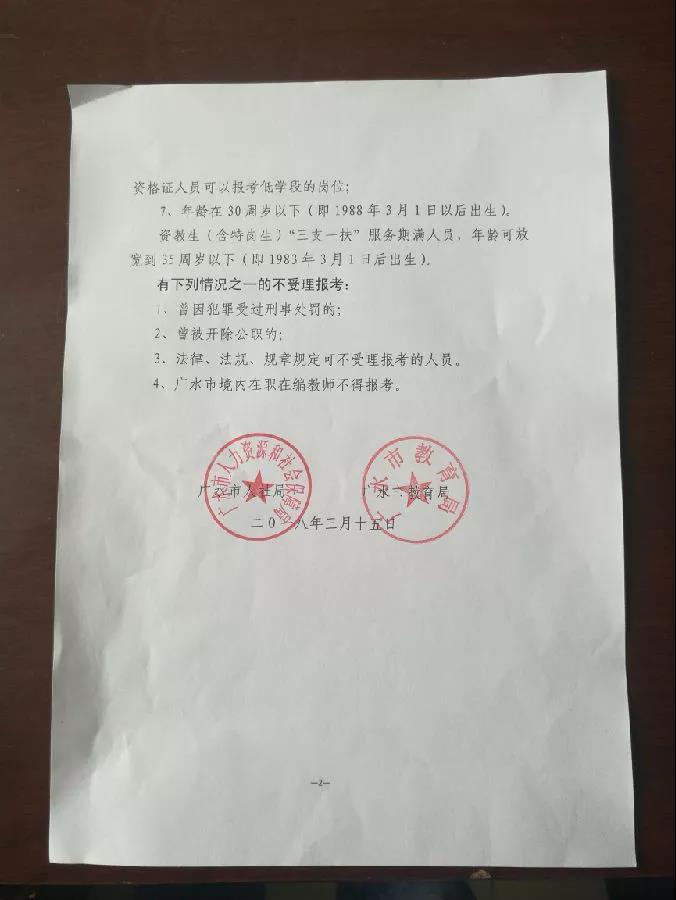 资格证人员可以报考低学段的岗位;
7、年龄在30周岁以下(即1988年3月1日以后出生)。
资教生(含特岗生)“三支一扶”服务期满人员，年龄可放
宽到35周岁以下(即1983年3月1日后出生)。
有下列情况之一的不受理报考:
1、曾因犯罪受过刑事处罚的;
2、曾被开除公职的;
3、法律、法规、规章规定可不受理报考的人员。
4、广水市境内在职在编教师不得报考。
广水市人力资源和社会保障局
广水市教育局
广水市人社局 广水市教育局
二〇一八年三月十五日
—2—